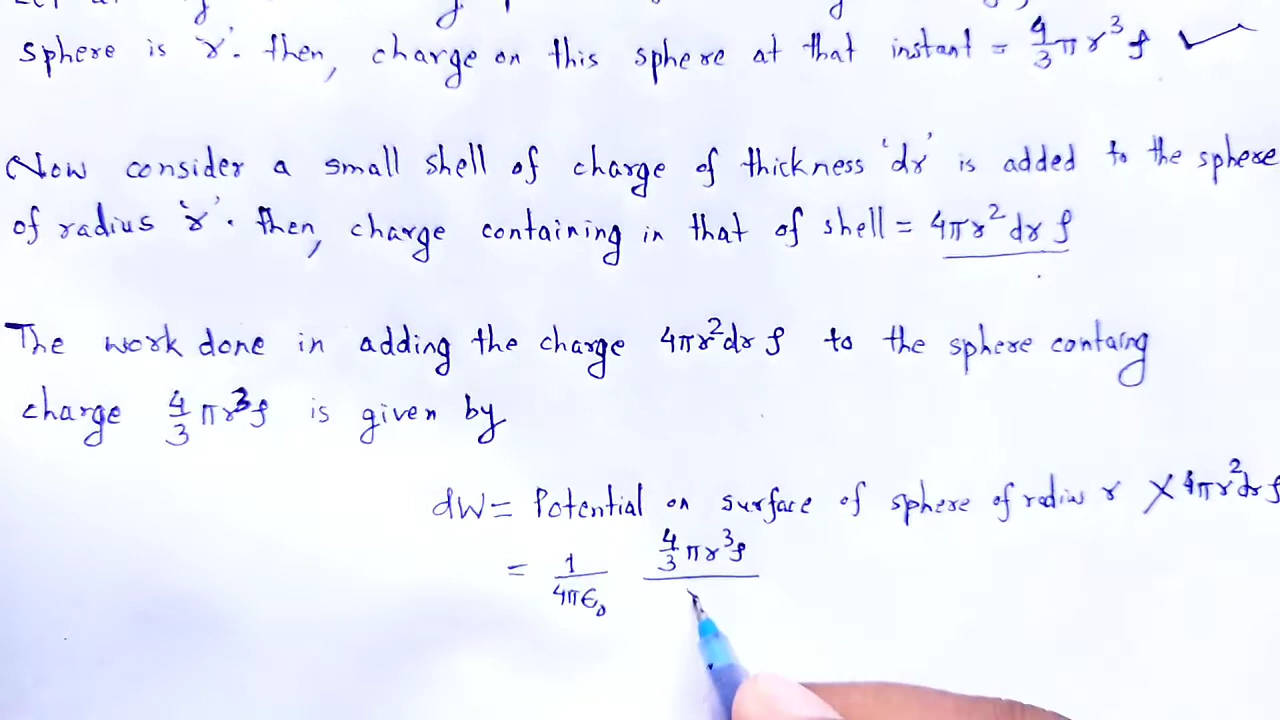 sphere is 'r'. then, charge on this sphere at that instant = 4/3 πr³ρ ✓
Now consider a small shell of charge of thickness 'dr' is added to the sphere
of radius 'r'. then, charge containing in that of shell = 4πr²dr ρ
The work done in adding the charge 4πr²dr ρ to the sphere containg
charge 4/3 πr³ρ is given by
dW = Potential on surface of sphere of radius r × 4πr²dr ρ
= 1/4πϵ₀ 4/3 πr³ρ